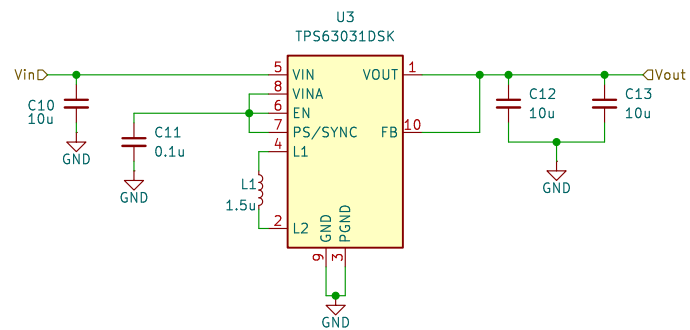 U3
TPS63031DSK
Vin
5
VIN
VOUT
1
Vout
8
VINA
C10
10u
C12
10u
C13
10u
6
EN
C11
0.1u
7
PS/SYNC
FB
10
4
L1
GND
L1
1.5u
GND
GND
2
L2
GND
PGND
9
3
GND